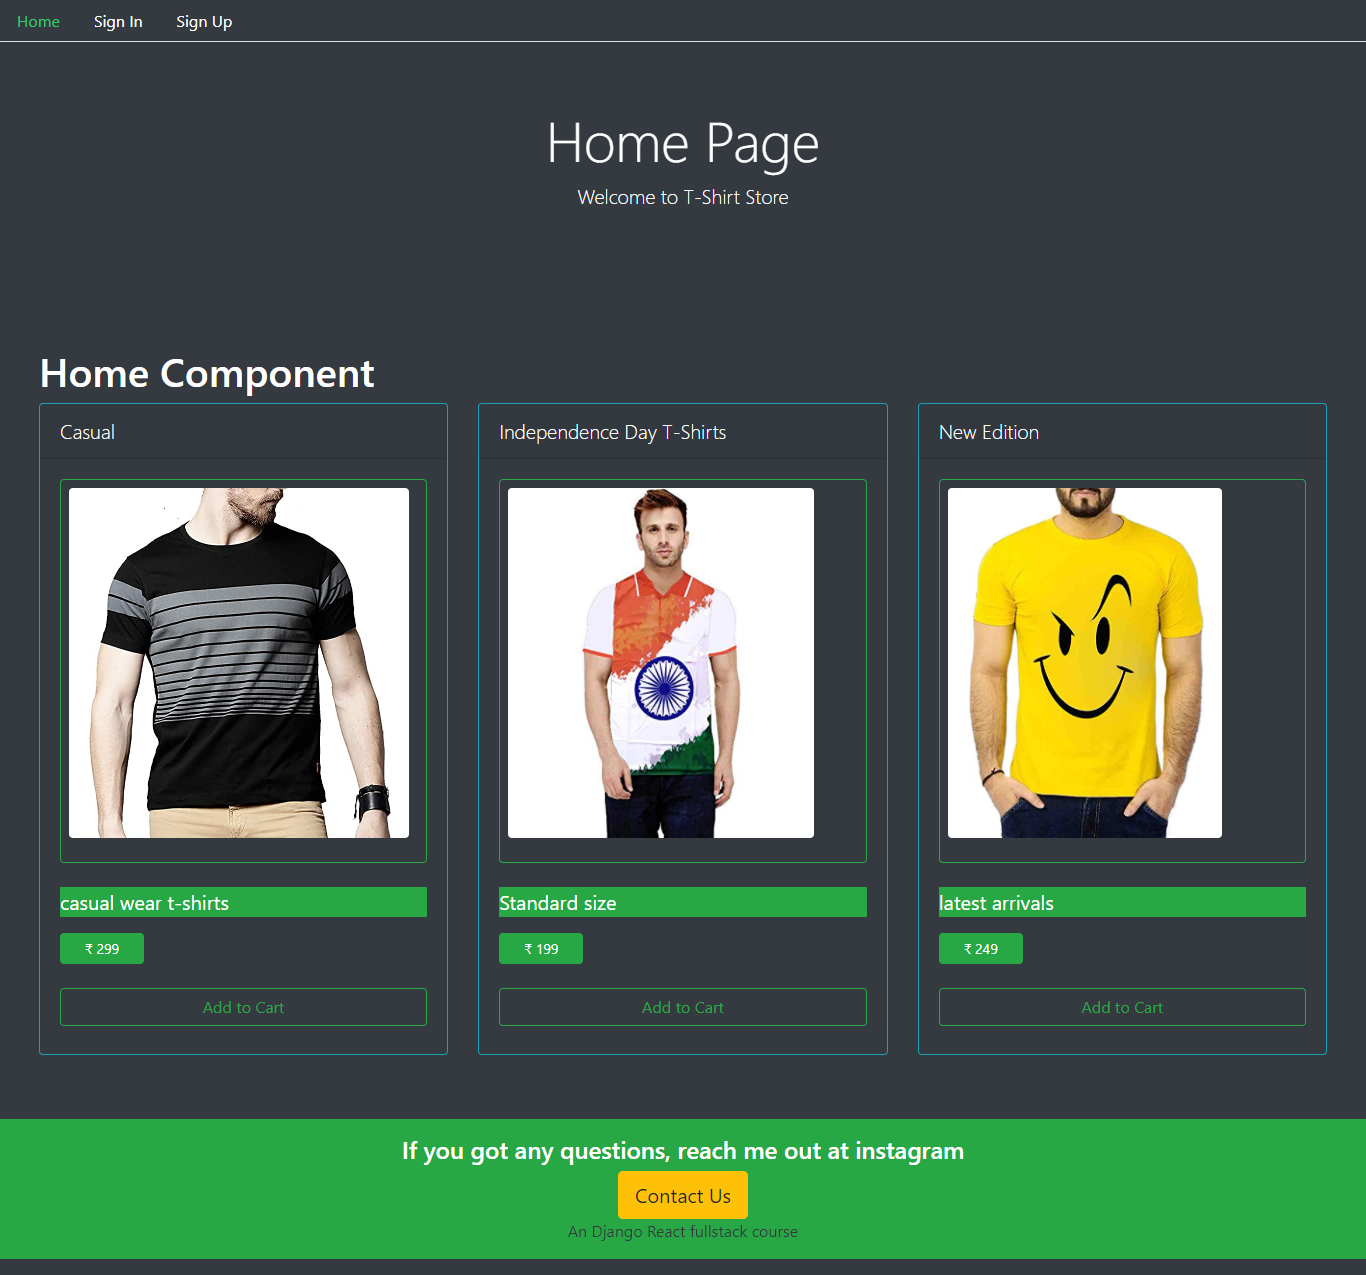 Home Sign In Sign Up
Home Page
Welcome to T-Shirt Store
Home Component
Casual
casual wear t-shirts
₹ 299
Add to Cart
Independence Day T-Shirts
Standard size
₹ 199
Add to Cart
New Edition
latest arrivals
₹ 249
Add to Cart
If you got any questions, reach me out at instagram
Contact Us
An Django React fullstack course